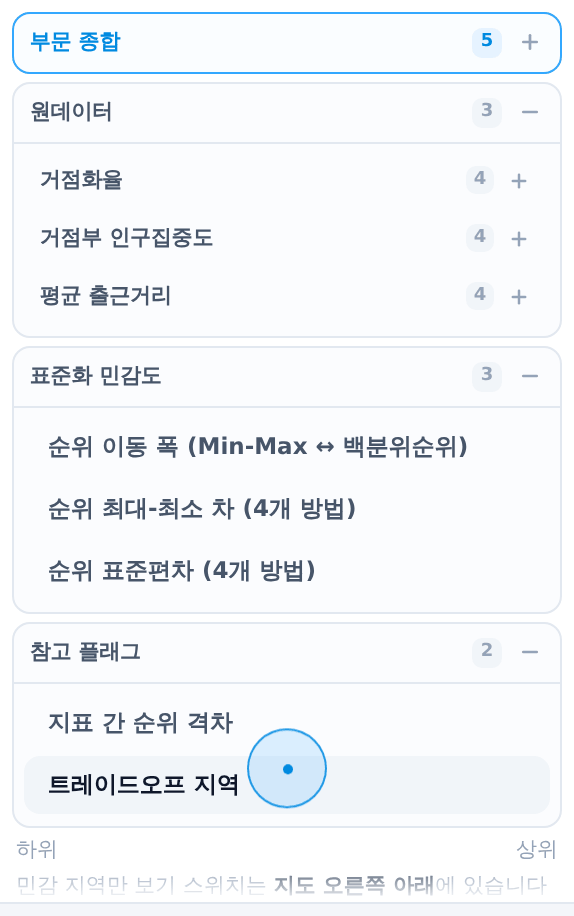 부문 종합 5 +
원데이터 3 −
거점화율 4 +
거점부 인구집중도 4 +
평균 출근거리 4 +
표준화 민감도 3 −
순위 이동 폭 (Min-Max ↔ 백분위순위)
순위 최대-최소 차 (4개 방법)
순위 표준편차 (4개 방법)
참고 플래그 2 −
지표 간 순위 격차
트레이드오프 지역
하위 상위
민감 지역만 보기 스위치는 지도 오른쪽 아래에 있습니다